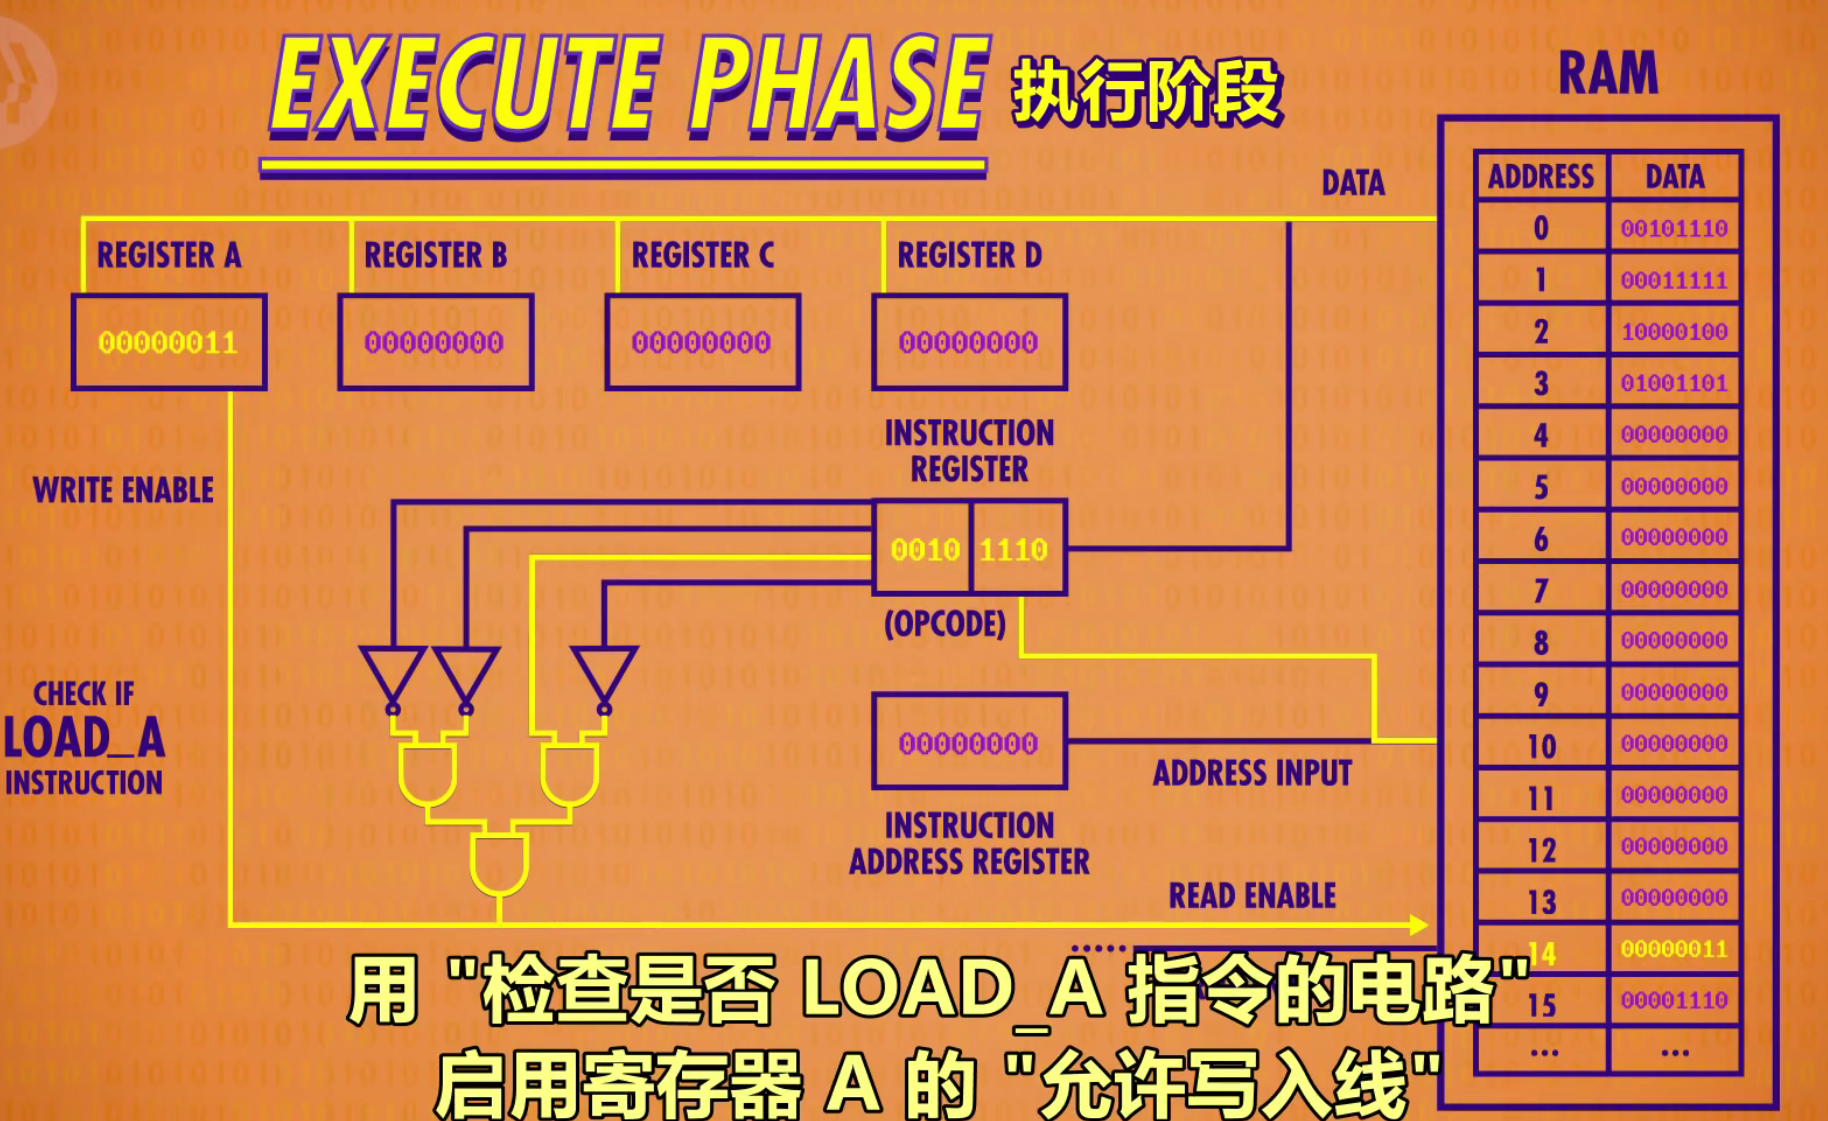 EXECUTE PHASE 执行阶段
RAM
DATA
ADDRESS DATA
0 00101110
1 00011111
2 10000100
3 01001101
4 00000000
5 00000000
6 00000000
7 00000000
8 00000000
9 00000000
10 00000000
11 00000000
12 00000000
13 00000000
14 00000011
15 00001110
... ...
REGISTER A REGISTER B REGISTER C REGISTER D
00000011 00000000 00000000 00000000
INSTRUCTION
REGISTER
WRITE ENABLE
0010 1110
(OPCODE)
CHECK IF
LOAD_A
INSTRUCTION
00000000
ADDRESS INPUT
INSTRUCTION
ADDRESS REGISTER
READ ENABLE
用 "检查是否 LOAD_A 指令的电路"
启用寄存器 A 的 "允许写入线"